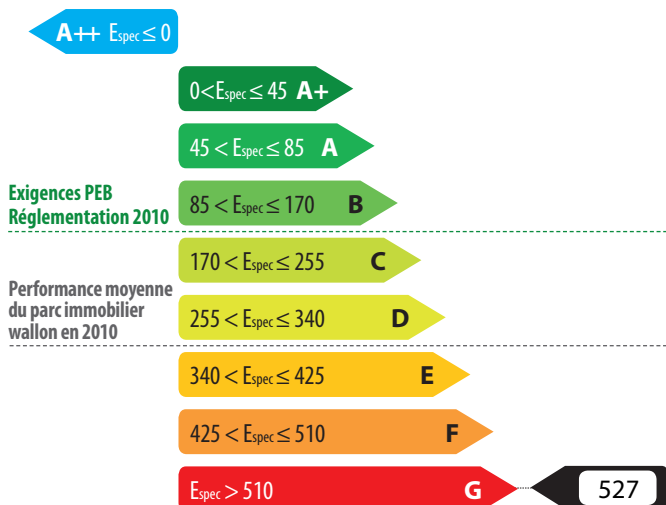 A++ Espec ≤ 0
0<Espec ≤ 45 A+
45 < Espec ≤ 85 A
Exigences PEB
Réglementation 2010
85 < Espec ≤ 170 B
170 < Espec ≤ 255 C
Performance moyenne
du parc immobilier
wallon en 2010
255 < Espec ≤ 340 D
340 < Espec ≤ 425 E
425 < Espec ≤ 510 F
Espec > 510 G
527